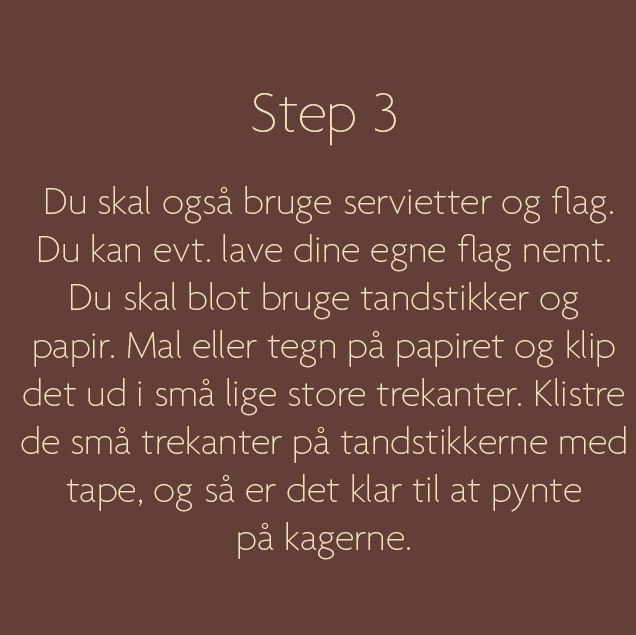 Step 3
Du skal også bruge servietter og flag.
Du kan evt. lave dine egne flag nemt.
Du skal blot bruge tandstikker og
papir. Mal eller tegn på papiret og klip
det ud i små lige store trekanter. Klistre
de små trekanter på tandstikkerne med
tape, og så er det klar til at pynte
på kagerne.